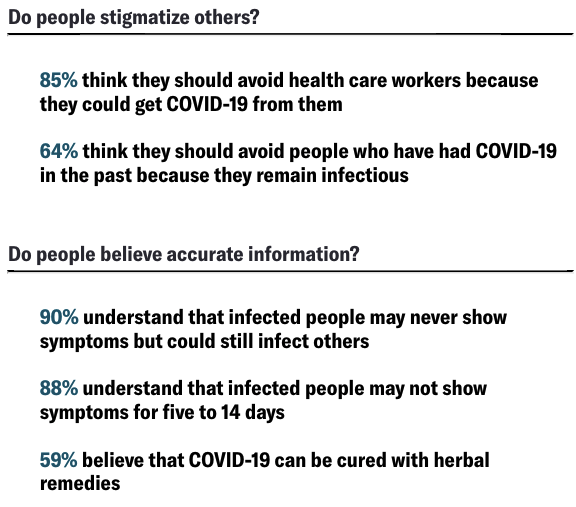 Do people stigmatize others?
85% think they should avoid health care workers because
they could get COVID-19 from them
64% think they should avoid people who have had COVID-19
in the past because they remain infectious
Do people believe accurate information?
90% understand that infected people may never show
symptoms but could still infect others
88% understand that infected people may not show
symptoms for five to 14 days
59% believe that COVID-19 can be cured with herbal
remedies